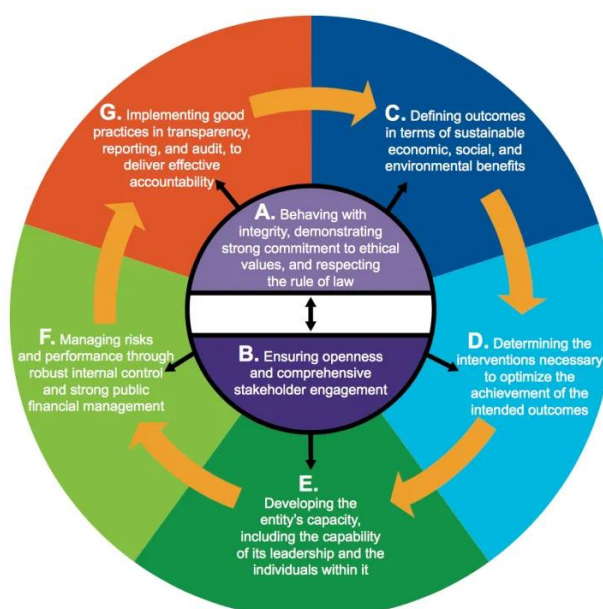 G. Implementing good
practices in transparency,
reporting, and audit, to
deliver effective
accountability
C. Defining outcomes
in terms of sustainable
economic, social, and
environmental benefits
A. Behaving with
integrity, demonstrating
strong commitment to ethical
values, and respecting
the rule of law
F. Managing risks
and performance through
robust internal control
and strong public
financial management
B. Ensuring openness
and comprehensive
stakeholder engagement
D. Determining the
interventions necessary
to optimize the
achievement of the
intended outcomes
E.
Developing the
entity's capacity,
including the capability
of its leadership and the
individuals within it